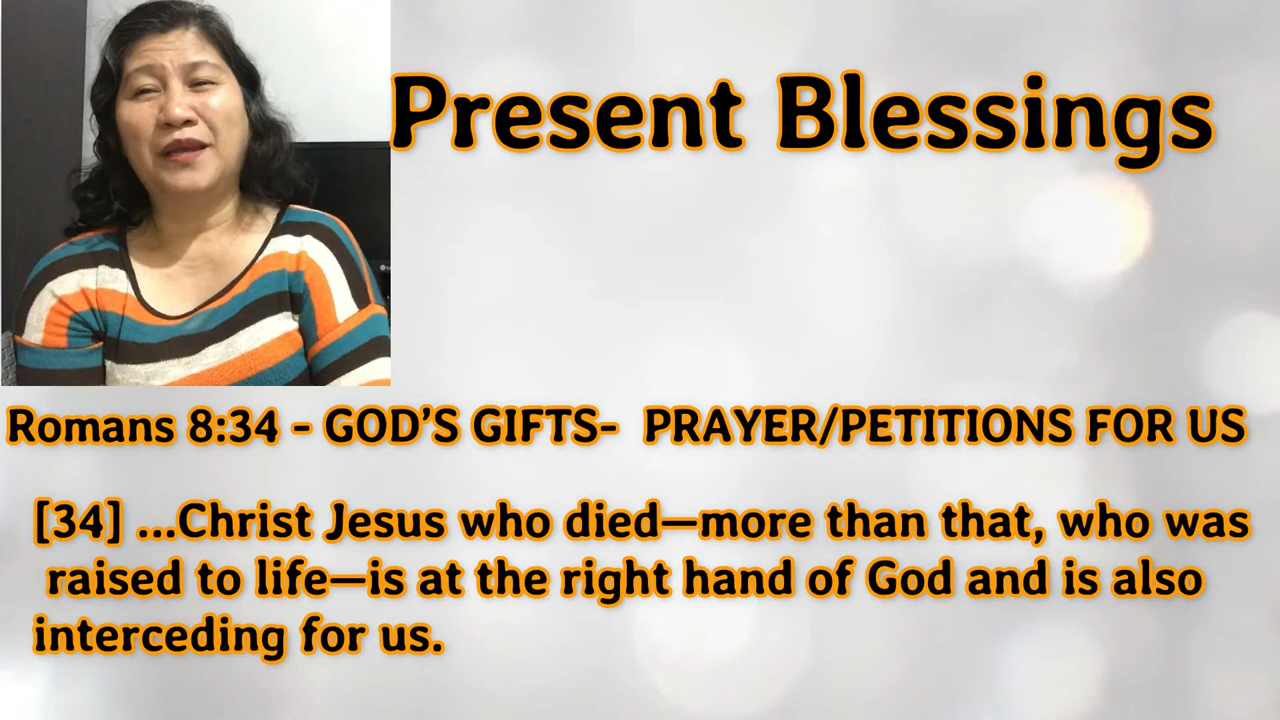 Present Blessings
Romans 8:34 - GOD’S GIFTS- PRAYER/PETITIONS FOR US
[34] ...Christ Jesus who died—more than that, who was
raised to life—is at the right hand of God and is also
interceding for us.